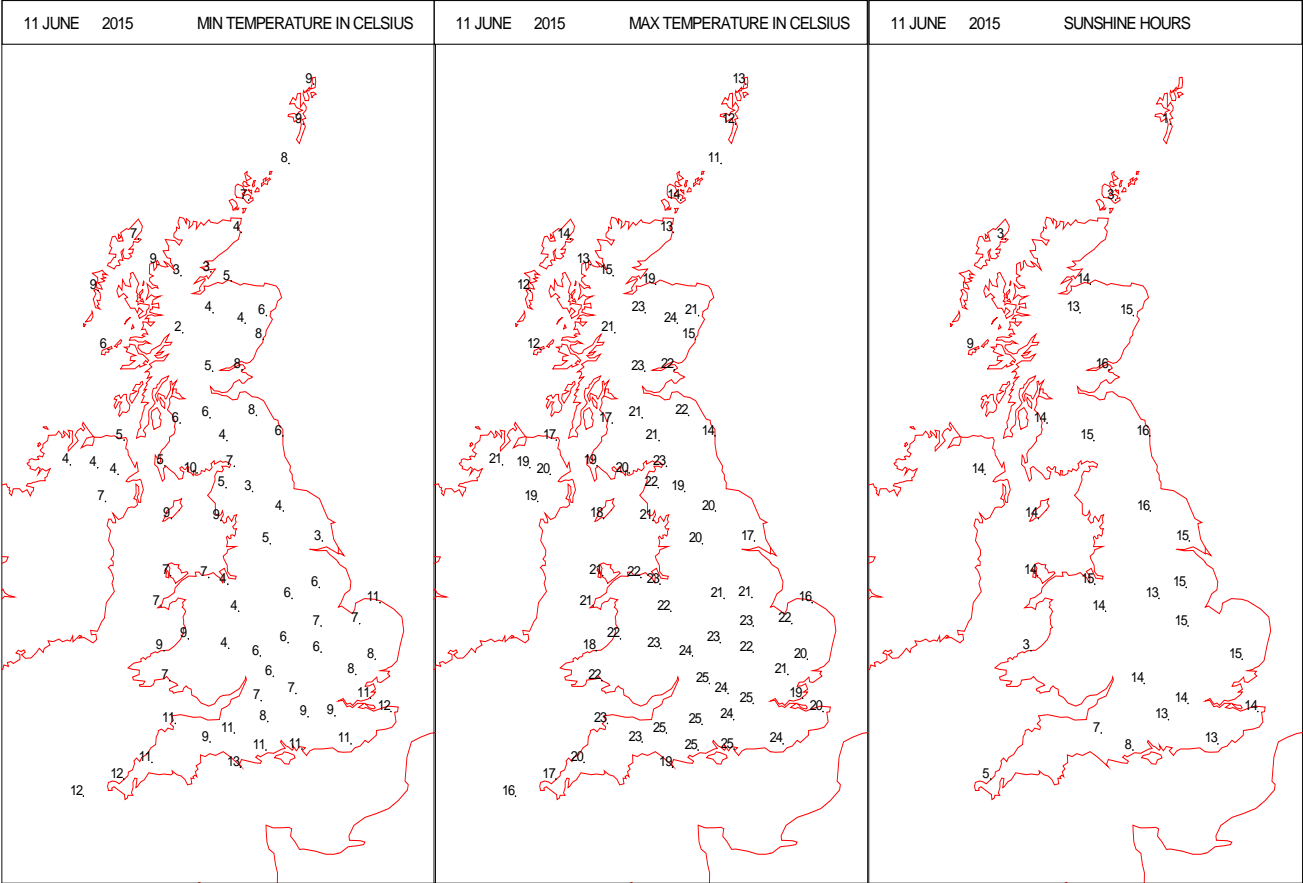 11 JUNE 2015 MIN TEMPERATURE IN CELSIUS
9
9
8
7
4
7
9
3 3
5
9
4
4 6
2 8
6
5 8
6 6 8
5 4 6
4 4 4 5 10 7
5 3
7 4
9 9
5 3
7 7 4
6
7 4 6 11
7 7
9 9 4 6 6
6 8
7 6 8
7 7 11
12
11 11 8 9 9
9 11 11 11
11 13
12
12
11 JUNE 2015 MAX TEMPERATURE IN CELSIUS
13
12
11
14
13
14
13
15
19
12
23
24 21
21 15
12
23 22
17 21 22
17 21 14
21 19 20 19 20 23
22 19
19 20
18 21
20 17
21 22 23
21 21
21 22 16
23 22
18 22 23 23 22
24 20
22 25 21
24 25 19
20
23 25 24
23 25 25 25 24
20 19
17
16
11 JUNE 2015 SUNSHINE HOURS
1
3
3
14
13 15
9
16
14 15 16
14
16
14
15
14 15
15
13
14 15
3
15
14
14 14
13
7 8 13
5